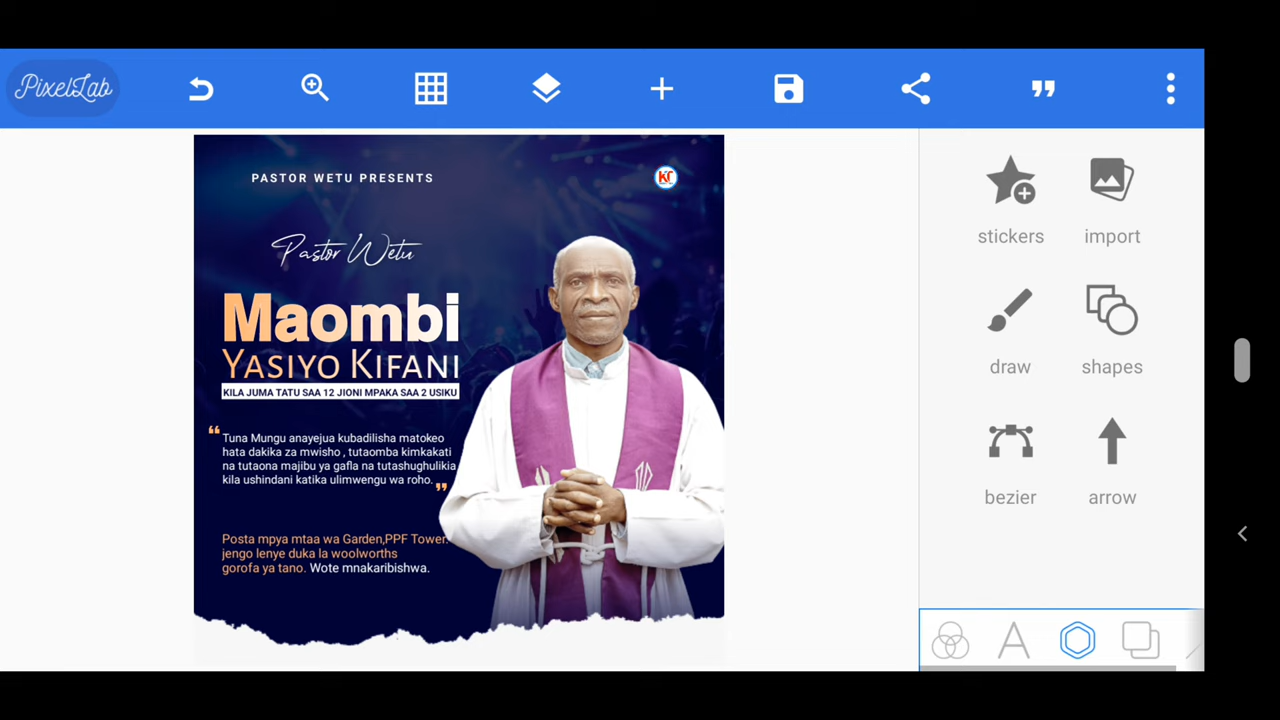 PixelLab
PASTOR WETU PRESENTS
KC
Pastor Wetu
Maombi
YASIYO KIFANI
KILA JUMA TATU SAA 12 JIONI MPAKA SAA 2 USIKU
“
Tuna Mungu anayejua kubadilisha matokeo
hata dakika za mwisho , tutaomba kimkakati
na tutaona majibu ya gafla na tutashughulikia
kila ushindani katika ulimwengu wa roho.
”
Posta mpya mtaa wa Garden,PPF Tower.
jengo lenye duka la woolworths
gorofa ya tano. Wote mnakaribishwa.
stickers
import
draw
shapes
bezier
arrow
A